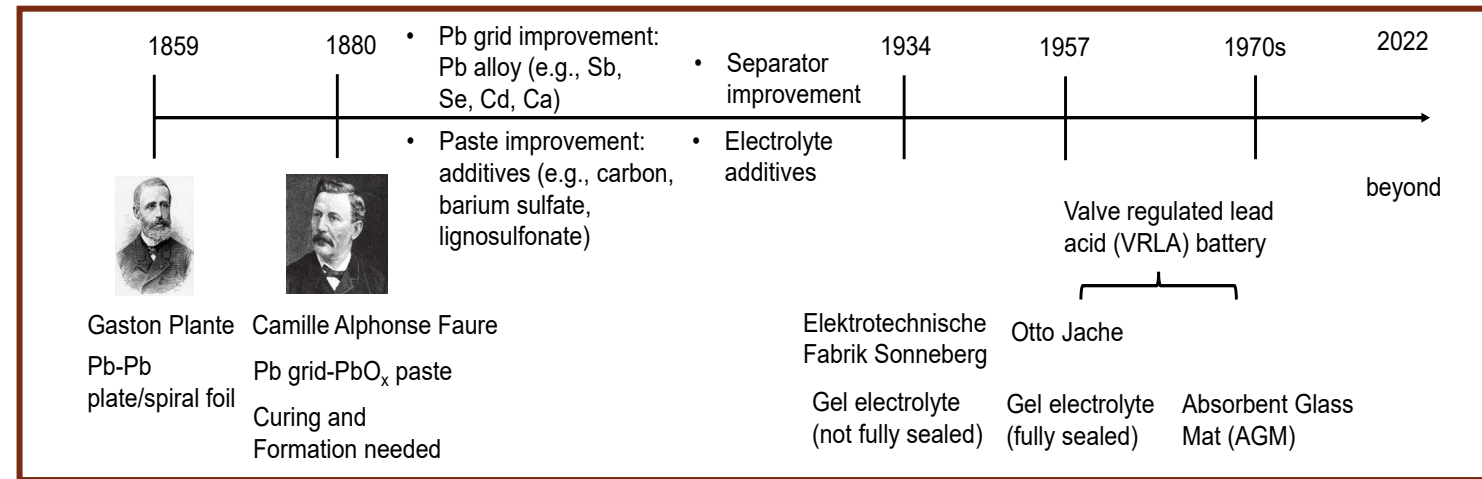 1859
1880
• Pb grid improvement:
Pb alloy (e.g., Sb,
Se, Cd, Ca)
• Separator
improvement
1934
1957
1970s
2022
• Paste improvement:
additives (e.g., carbon,
barium sulfate,
lignosulfonate)
• Electrolyte
additives
beyond
Valve regulated lead
acid (VRLA) battery
Gaston Plante
Pb-Pb
plate/spiral foil
Camille Alphonse Faure
Pb grid-PbOₓ paste
Curing and
Formation needed
Elektrotechnische
Fabrik Sonneberg
Gel electrolyte
(not fully sealed)
Otto Jache
Gel electrolyte
(fully sealed)
Absorbent Glass
Mat (AGM)